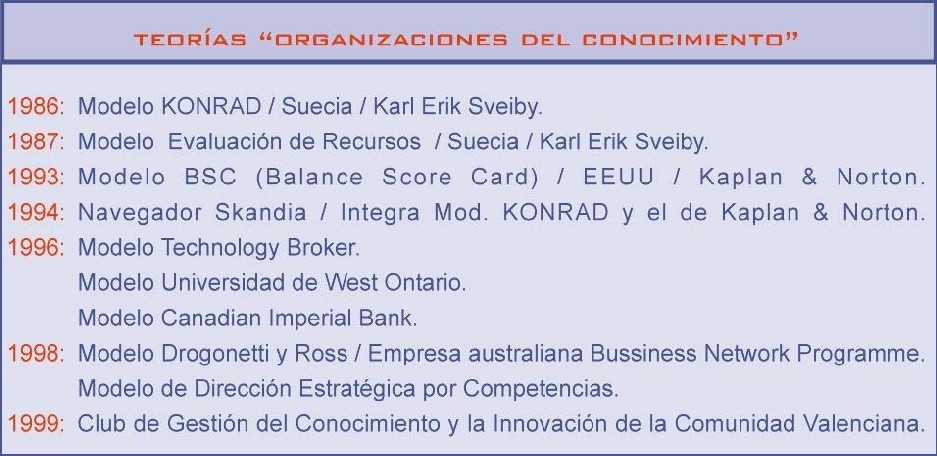 TEORÍAS “ORGANIZACIONES DEL CONOCIMIENTO”
1986: Modelo KONRAD / Suecia / Karl Erik Sveiby.
1987: Modelo Evaluación de Recursos / Suecia / Karl Erik Sveiby.
1993: Modelo BSC (Balance Score Card) / EEUU / Kaplan & Norton.
1994: Navegador Skandia / Integra Mod. KONRAD y el de Kaplan & Norton.
1996: Modelo Technology Broker.
Modelo Universidad de West Ontario.
Modelo Canadian Imperial Bank.
1998: Modelo Drogonetti y Ross / Empresa australiana Bussiness Network Programme.
Modelo de Dirección Estratégica por Competencias.
1999: Club de Gestión del Conocimiento y la Innovación de la Comunidad Valenciana.